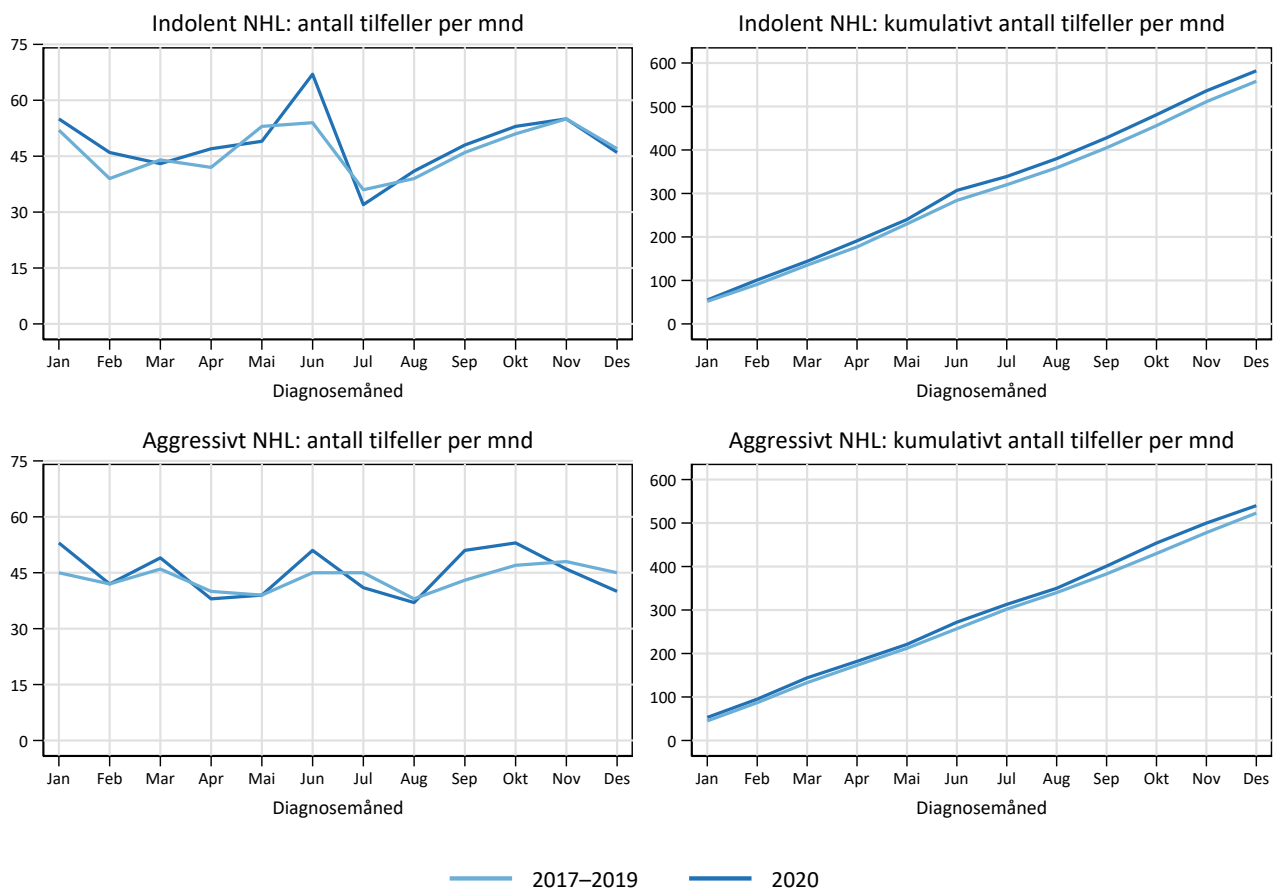 Indolent NHL: antall tilfeller per mnd
75
60
45
30
15
0
Jan Feb Mar Apr Mai Jun Jul Aug Sep Okt Nov Des
Diagnosemåned
Indolent NHL: kumulativt antall tilfeller per mnd
600
500
400
300
200
100
0
Jan Feb Mar Apr Mai Jun Jul Aug Sep Okt Nov Des
Diagnosemåned
Aggressivt NHL: antall tilfeller per mnd
75
60
45
30
15
0
Jan Feb Mar Apr Mai Jun Jul Aug Sep Okt Nov Des
Diagnosemåned
Aggressivt NHL: kumulativt antall tilfeller per mnd
600
500
400
300
200
100
0
Jan Feb Mar Apr Mai Jun Jul Aug Sep Okt Nov Des
Diagnosemåned
2017–2019 2020